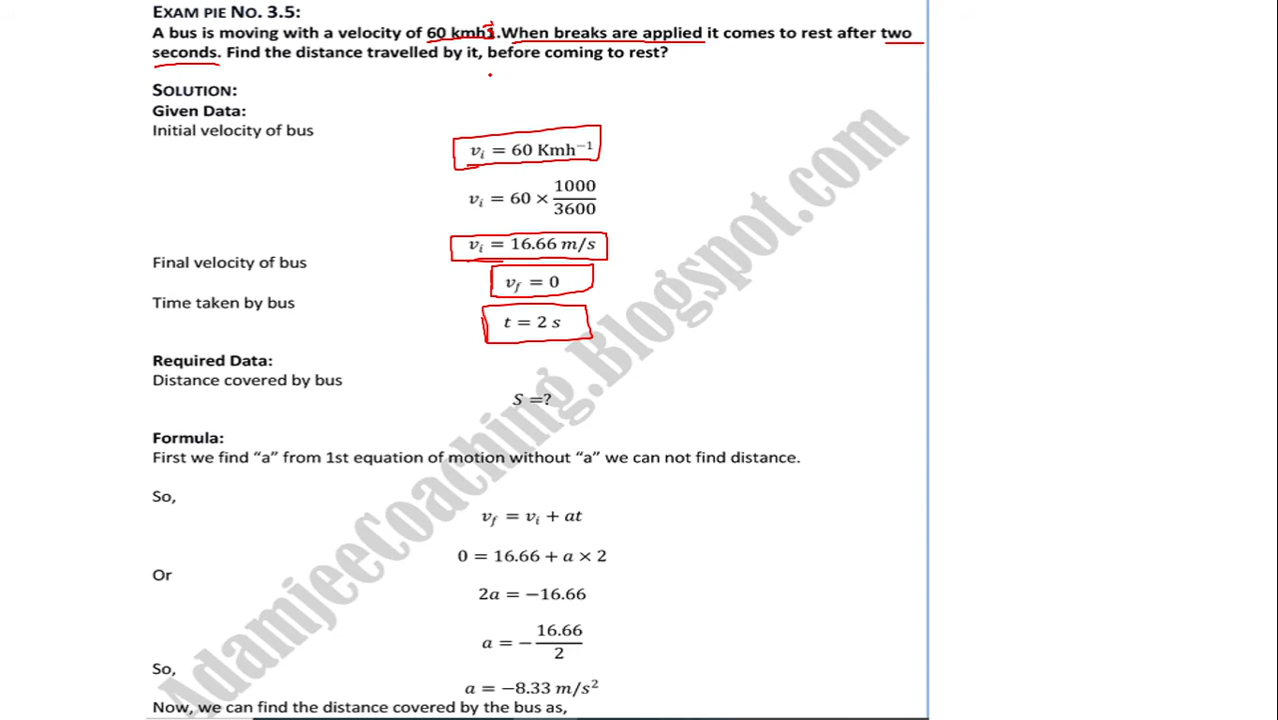 EXAM PIE NO. 3.5:
A bus is moving with a velocity of 60 kmh1.When breaks are applied it comes to rest after two
seconds. Find the distance travelled by it, before coming to rest?
SOLUTION:
Given Data:
Initial velocity of bus
vᵢ = 60 Kmh⁻¹
vᵢ = 60 × 1000/3600
vᵢ = 16.66 m/s
Final velocity of bus
v_f = 0
Time taken by bus
t = 2 s
Required Data:
Distance covered by bus
S =?
Formula:
First we find “a” from 1st equation of motion without “a” we can not find distance.
So,
v_f = vᵢ + at
0 = 16.66 + a × 2
Or
2a = −16.66
a = − 16.66/2
So,
a = −8.33 m/s²
Now, we can find the distance covered by the bus as,
AdamjeeCoaching.Blogspot.com